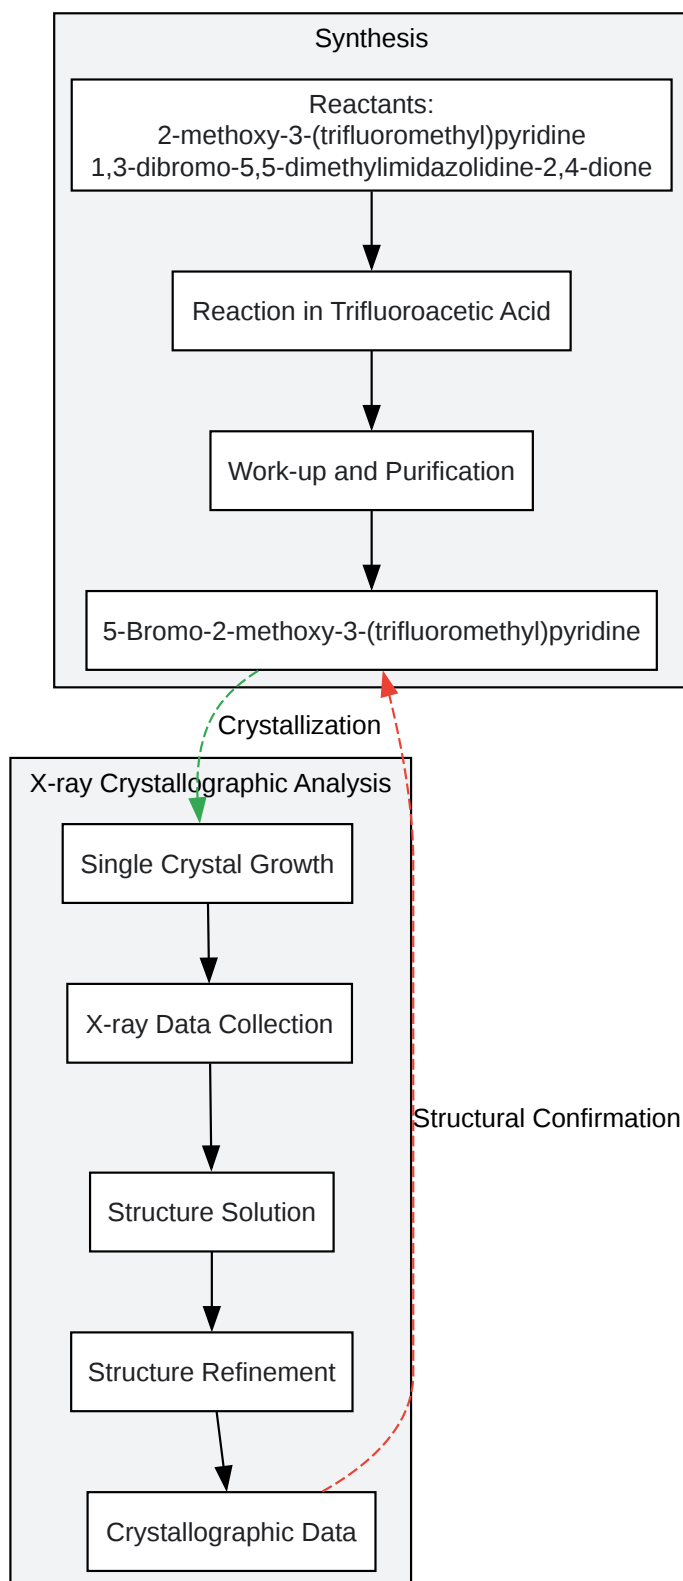 Synthesis
Reactants:
2-methoxy-3-(trifluoromethyl)pyridine
1,3-dibromo-5,5-dimethylimidazolidine-2,4-dione
Reaction in Trifluoroacetic Acid
Work-up and Purification
5-Bromo-2-methoxy-3-(trifluoromethyl)pyridine
Crystallization
X-ray Crystallographic Analysis
Single Crystal Growth
X-ray Data Collection
Structural Confirmation
Structure Solution
Structure Refinement
Crystallographic Data